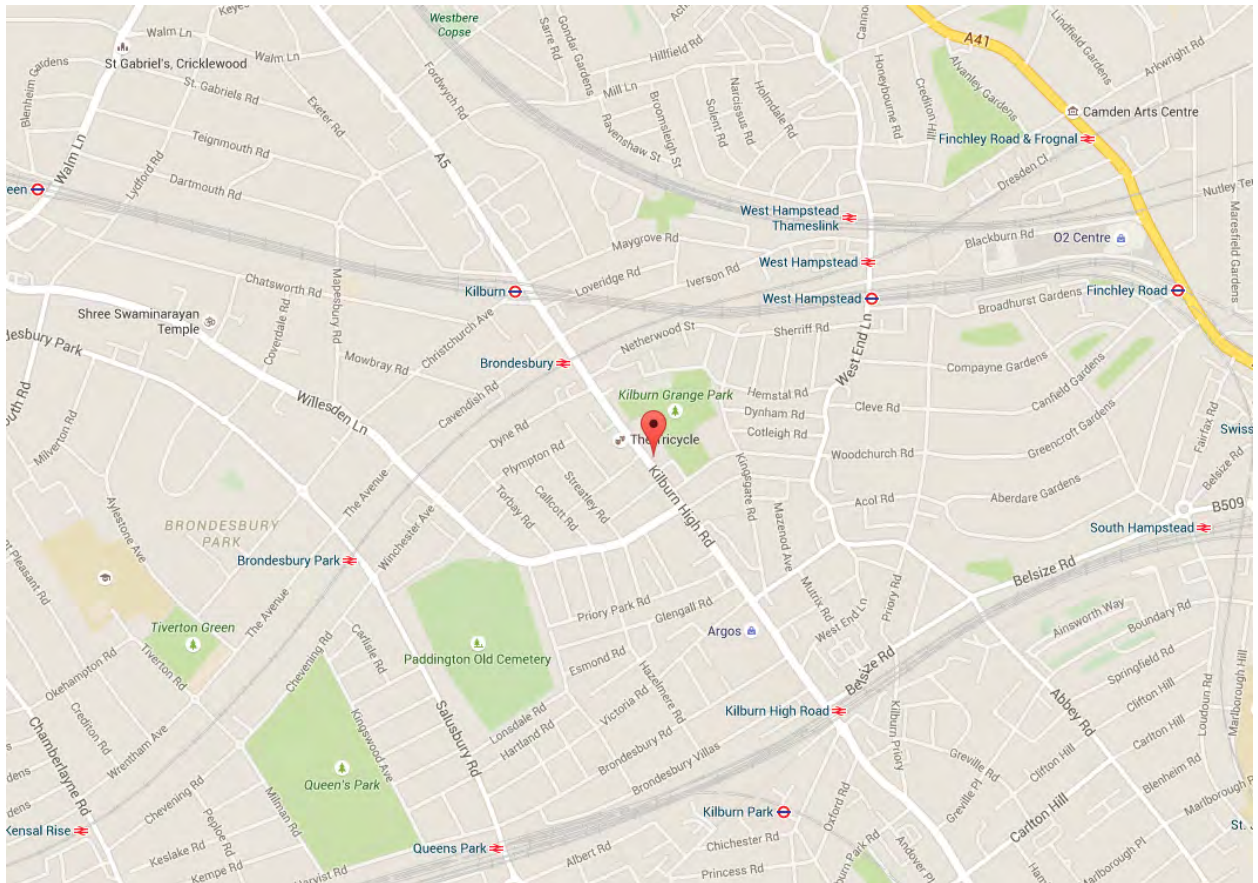 Westbere
Copse
Walm Ln
St Gabriel's, Cricklewood
Walm Ln
St. Gabriels Rd
Blenheim Gardens
Exeter Rd
Fordwych Rd
Teignmouth Rd
Lydford Rd
Dartmouth Rd
Walm Ln
een
A5
Sarre Rd
Gondar Gardens
Hillfield Rd
Mill Ln
Broomsleigh St
Ravenshaw St
Solent Rd
Narcissus Rd
Holmdale Rd
Honeybourne Rd
Crediton Hill
Alvanley Gardens
A41
Lindfield Gardens
Arkwright Rd
Camden Arts Centre
Finchley Road & Frognal
Dresden Cl
Nutley Ter
Maresfield Gardens
West Hampstead
Thameslink
Blackburn Rd
O2 Centre
Maygrove Rd
West Hampstead
Iverson Rd
Loveridge Rd
Chatsworth Rd
Mapesbury Rd
Kilburn
West Hampstead
Broadhurst Gardens
Finchley Road
Shree Swaminarayan
Temple
Coverdale Rd
Christchurch Ave
Netherwood St
Sherriff Rd
West End Ln
desbury Park
Mowbray Rd
Brondesbury
Compayne Gardens
Canfield Gardens
Kilburn Grange Park
Hemstal Rd
Dynham Rd
Cleve Rd
Cotleigh Rd
Greencroft Gardens
Fairfax Rd
Swiss
Belsize Rd
Willesden Ln
Cavendish Rd
Dyne Rd
The Tricycle
Milverton Rd
outh Rd
Plympton Rd
Streatley Rd
Callcott Rd
Torbay Rd
Kilburn High Rd
Kingsgate Rd
Woodchurch Rd
Acol Rd
Aberdare Gardens
B509
South Hampstead
Aylestone Ave
The Avenue
Winchester Ave
BRONDESBURY
PARK
Brondesbury Park
Mazenod Ave
Belsize Rd
Priory Rd
Mutrix Rd
West End Ln
Ainsworth Way
Boundary Rd
Tiverton Green
The Avenue
Priory Park Rd
Glengall Rd
Argos
Paddington Old Cemetery
Springfield Rd
Tiverton Rd
Okehampton Rd
Chevening Rd
Carlisle Rd
Esmond Rd
Hazelmere Rd
Belsize Rd
Abbey Rd
Clifton Hill
Loudoun Rd
Marlborough Hill
Crediton Rd
Chamberlayne Rd
Wrentham Ave
Kingswood Ave
Salusbury Rd
Lonsdale Rd
Hartland Rd
Victoria Rd
Kilburn High Road
Kilburn Priory
Carlton Hill
Brondesbury Rd
Brondesbury Villas
Greville Rd
Clifton Hill
Blenheim Rd
Queen's Park
Chevening Rd
Milman Rd
Greville Pl
Marlborough Pl
Kensal Rise
Peploe Rd
Keslake Rd
Kempe Rd
Kilburn Park
Oxford Rd
Carlton Hill
Queens Park
Albert Rd
Chichester Rd
Princess Rd
Andover Pl
Marlborough Pl